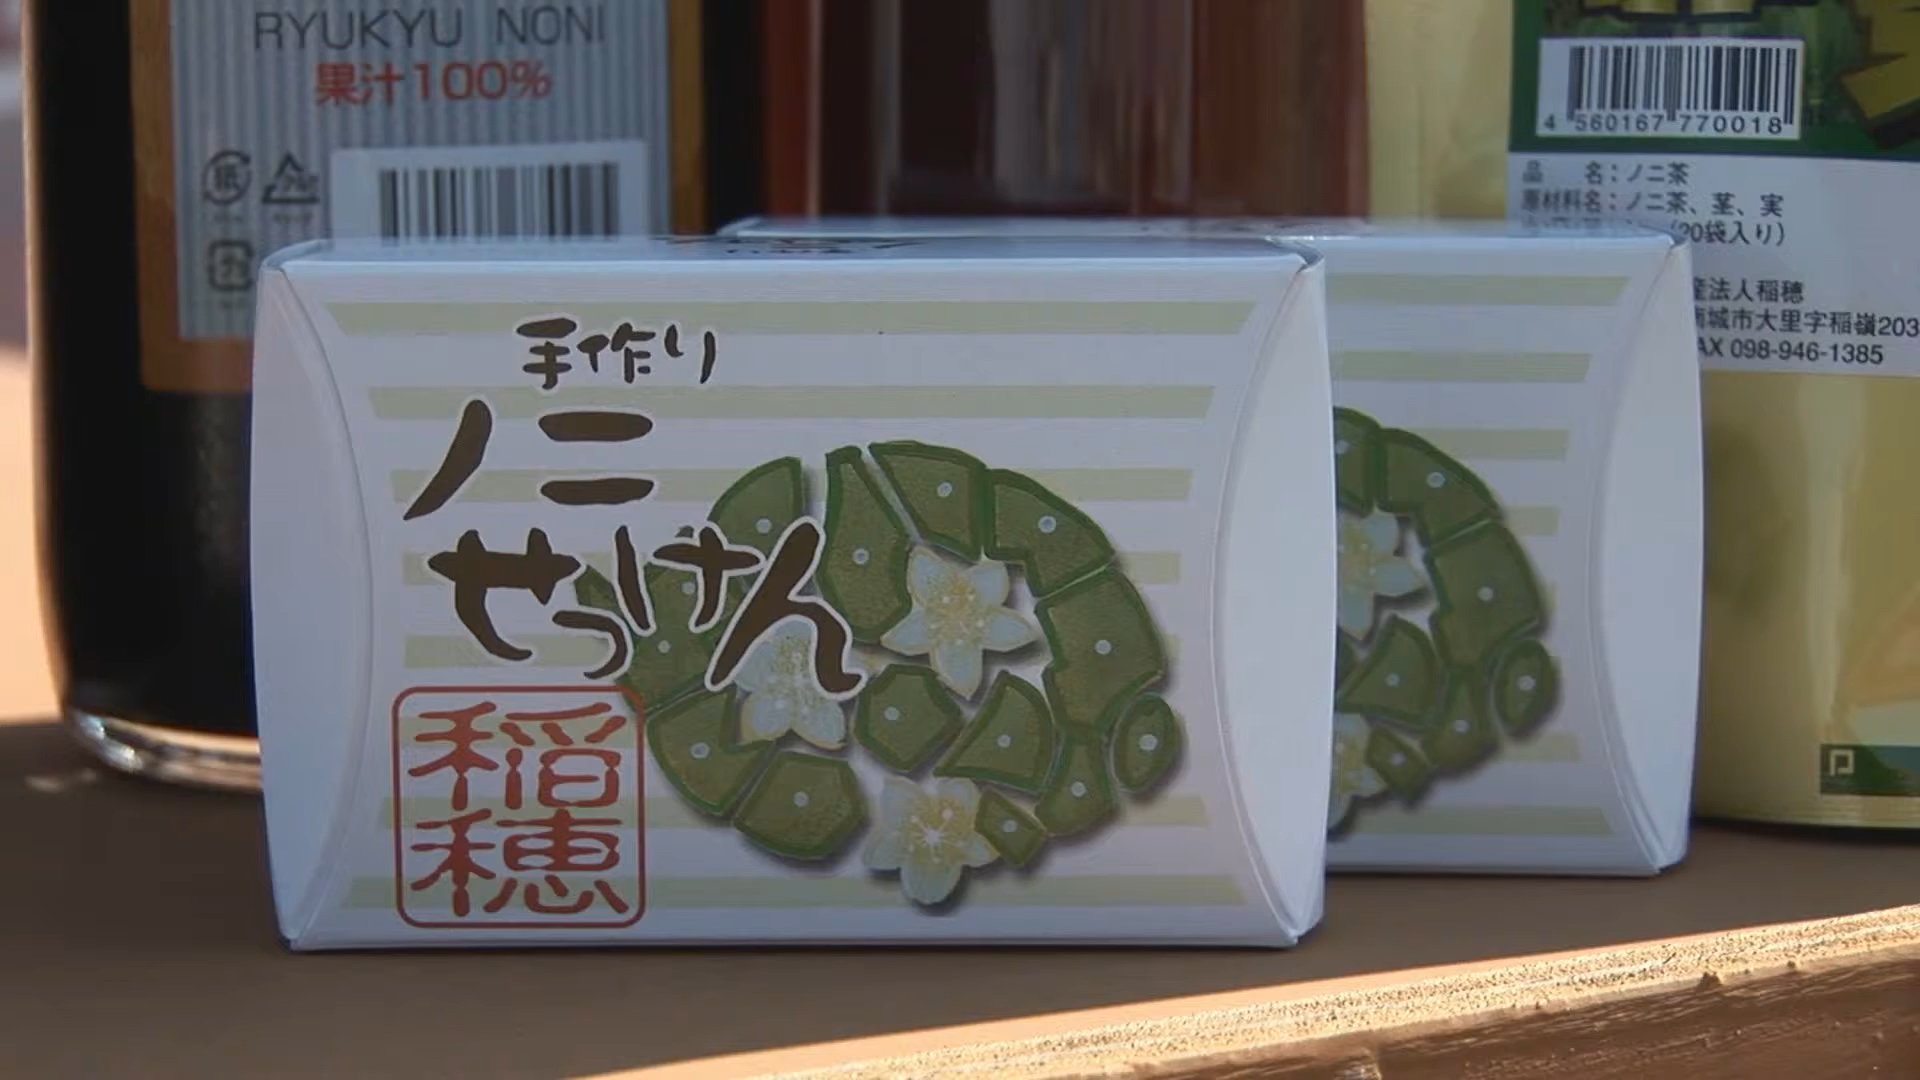 RYUKYU NONI
果汁100%
紙
手作り
ノニ
せっけん
稲穂
4 560167 770018
品 名：ノニ茶
原材料名：ノニ茶、茎、実
(20袋入り)
産法人稲穂
南城市大里字稲嶺203
AX 098-946-1385